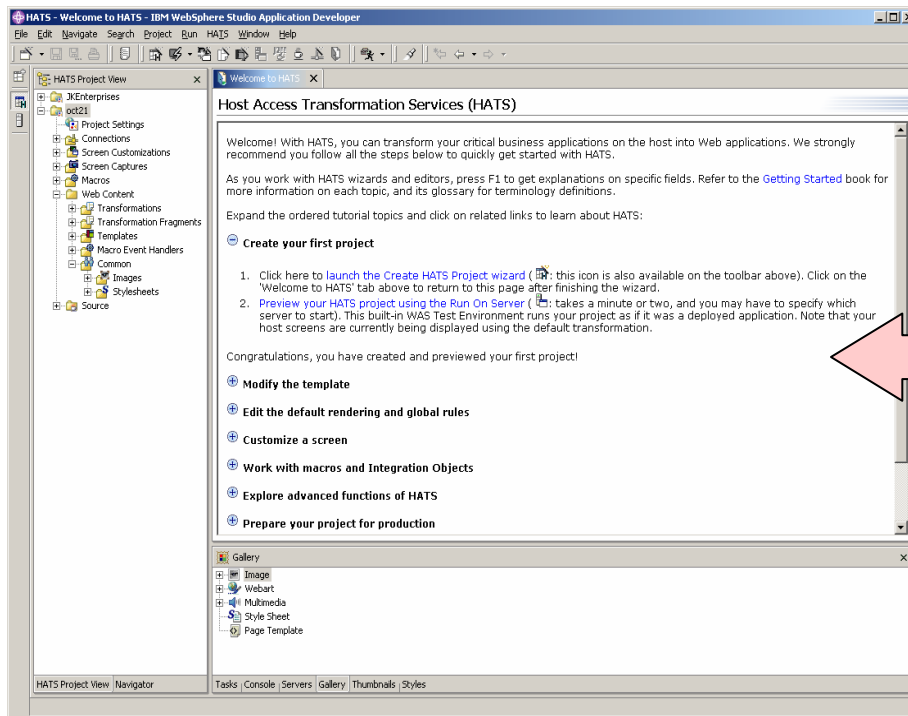 HATS - Welcome to HATS - IBM WebSphere Studio Application Developer
File Edit Navigate Search Project Run HATS Window Help
HATS Project View
JKEnterprises
oct21
Project Settings
Connections
Screen Customizations
Screen Captures
Macros
Web Content
Transformations
Transformation Fragments
Templates
Macro Event Handlers
Common
Images
Stylesheets
Source
HATS Project View Navigator
Welcome to HATS
Host Access Transformation Services (HATS)
Welcome! With HATS, you can transform your critical business applications on the host into Web applications. We strongly
recommend you follow all the steps below to quickly get started with HATS.
As you work with HATS wizards and editors, press F1 to get explanations on specific fields. Refer to the Getting Started book for
more information on each topic, and its glossary for terminology definitions.
Expand the ordered tutorial topics and click on related links to learn about HATS:
Create your first project
1. Click here to launch the Create HATS Project wizard ( : this icon is also available on the toolbar above). Click on the
'Welcome to HATS' tab above to return to this page after finishing the wizard.
2. Preview your HATS project using the Run On Server ( : takes a minute or two, and you may have to specify which
server to start). This built-in WAS Test Environment runs your project as if it was a deployed application. Note that your
host screens are currently being displayed using the default transformation.
Congratulations, you have created and previewed your first project!
Modify the template
Edit the default rendering and global rules
Customize a screen
Work with macros and Integration Objects
Explore advanced functions of HATS
Prepare your project for production
Gallery
Image
Webart
Multimedia
Style Sheet
Page Template
Tasks Console Servers Gallery Thumbnails Styles